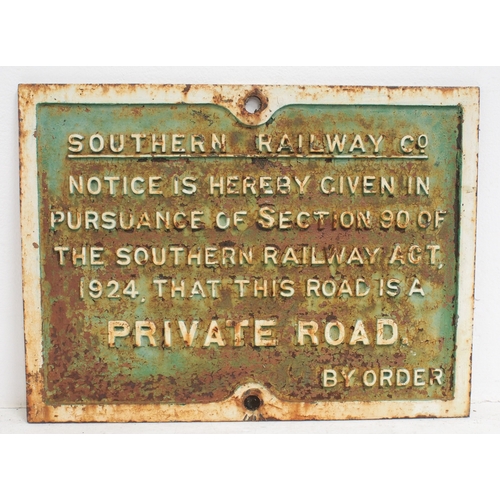 SOUTHERN RAILWAY CO
NOTICE IS HEREBY GIVEN IN
PURSUANCE OF SECTION 90 OF
THE SOUTHERN RAILWAY ACT,
1924, THAT THIS ROAD IS A
PRIVATE ROAD.
BY ORDER